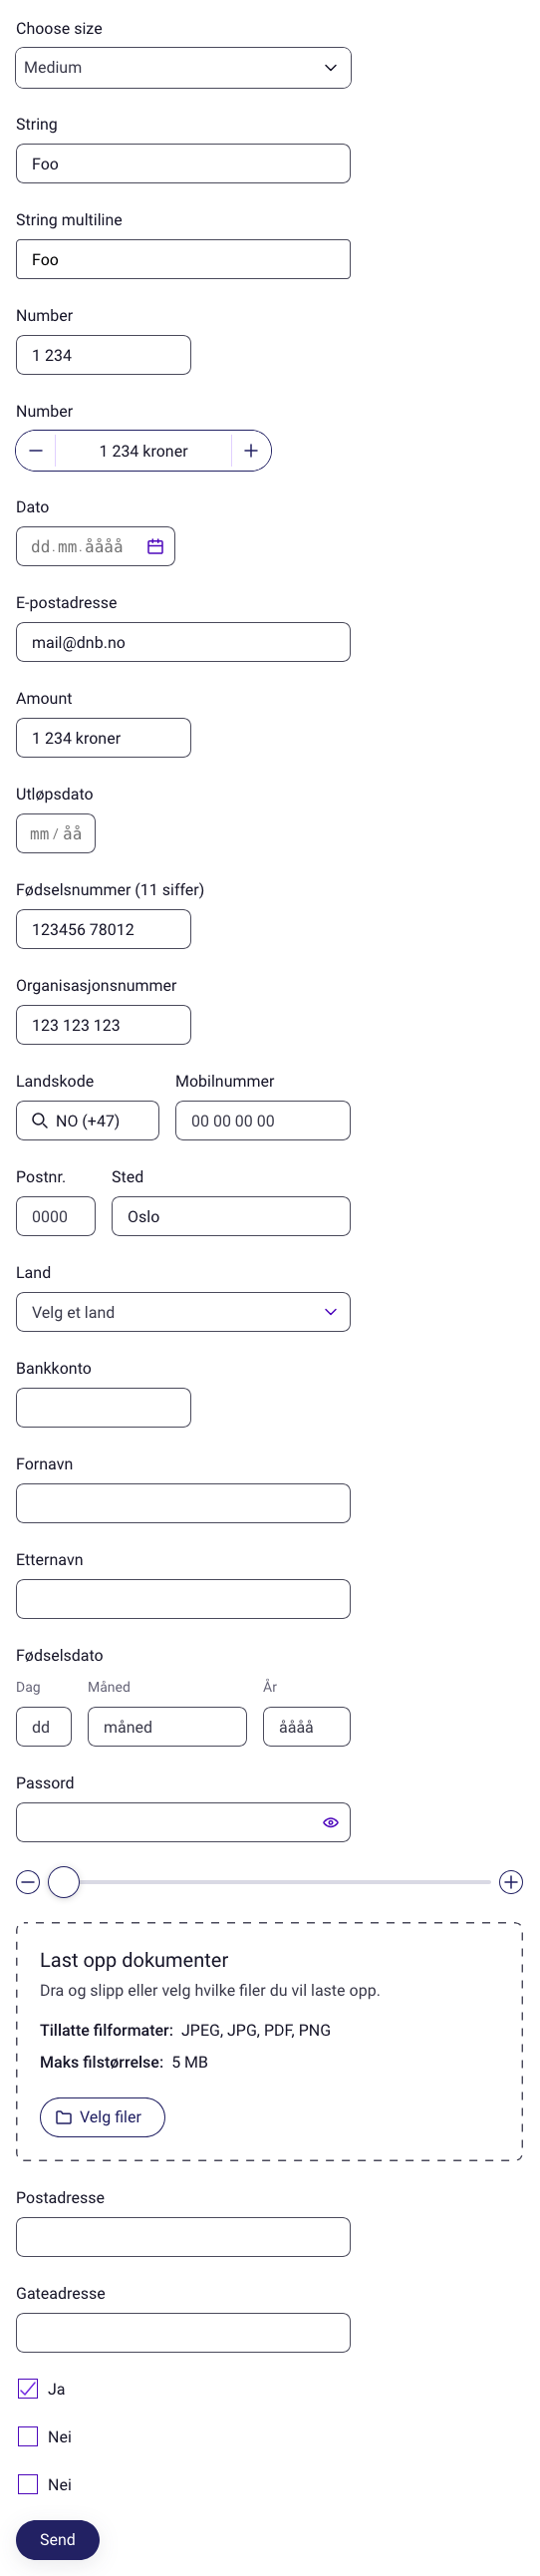 Choose size
Medium
String
Foo
String multiline
Foo
Number
1 234
Number
1 234 kroner
Dato
dd.mm.åååå
E-postadresse
mail@dnb.no
Amount
1 234 kroner
Utløpsdato
mm / åå
Fødselsnummer (11 siffer)
123456 78012
Organisasjonsnummer
123 123 123
Landskode Mobilnummer
NO (+47) 00 00 00 00
Postnr. Sted
0000 Oslo
Land
Velg et land
Bankkonto
Fornavn
Etternavn
Fødselsdato
Dag Måned År
dd måned åååå
Passord
Last opp dokumenter
Dra og slipp eller velg hvilke filer du vil laste opp.
Tillatte filformater: JPEG, JPG, PDF, PNG
Maks filstørrelse: 5 MB
Velg filer
Postadresse
Gateadresse
Ja
Nei
Nei
Send